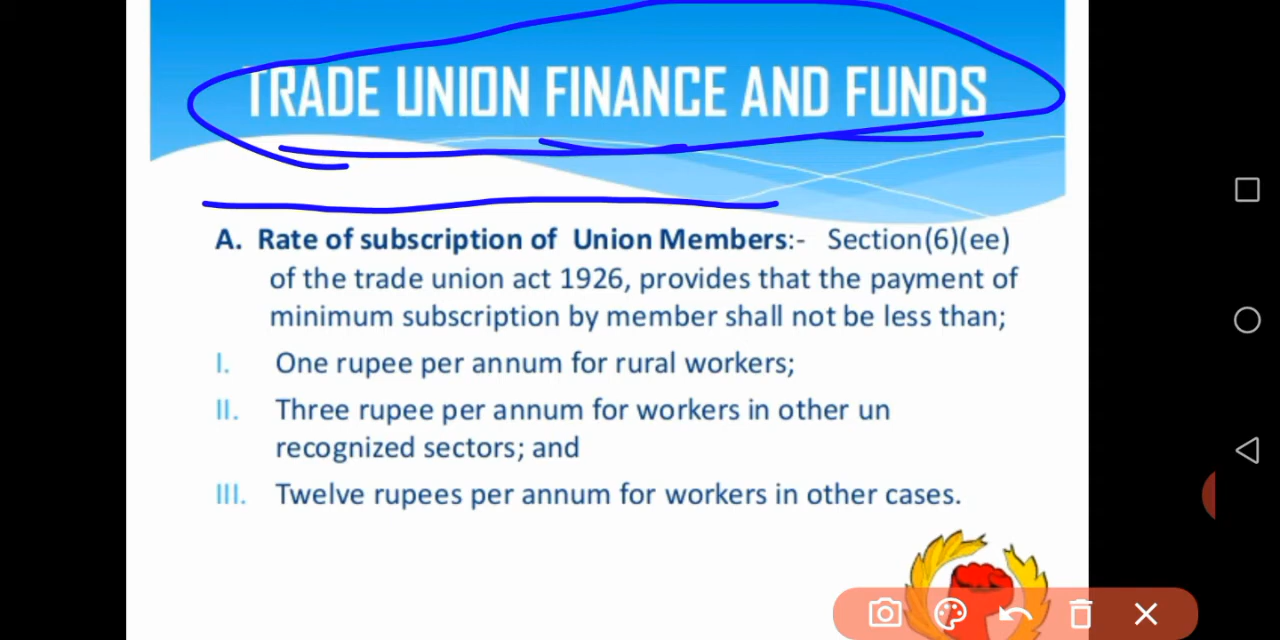 TRADE UNION FINANCE AND FUNDS
A. Rate of subscription of Union Members:- Section(6)(ee)
of the trade union act 1926, provides that the payment of
minimum subscription by member shall not be less than;
I. One rupee per annum for rural workers;
II. Three rupee per annum for workers in other un
recognized sectors; and
III. Twelve rupees per annum for workers in other cases.